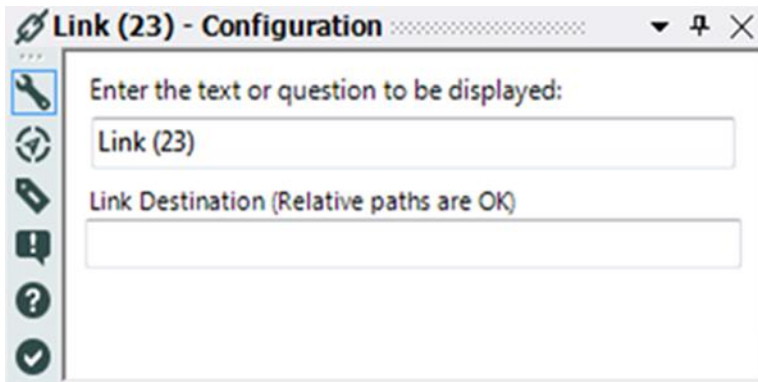 Link (23) - Configuration
Enter the text or question to be displayed:
Link (23)
Link Destination (Relative paths are OK)